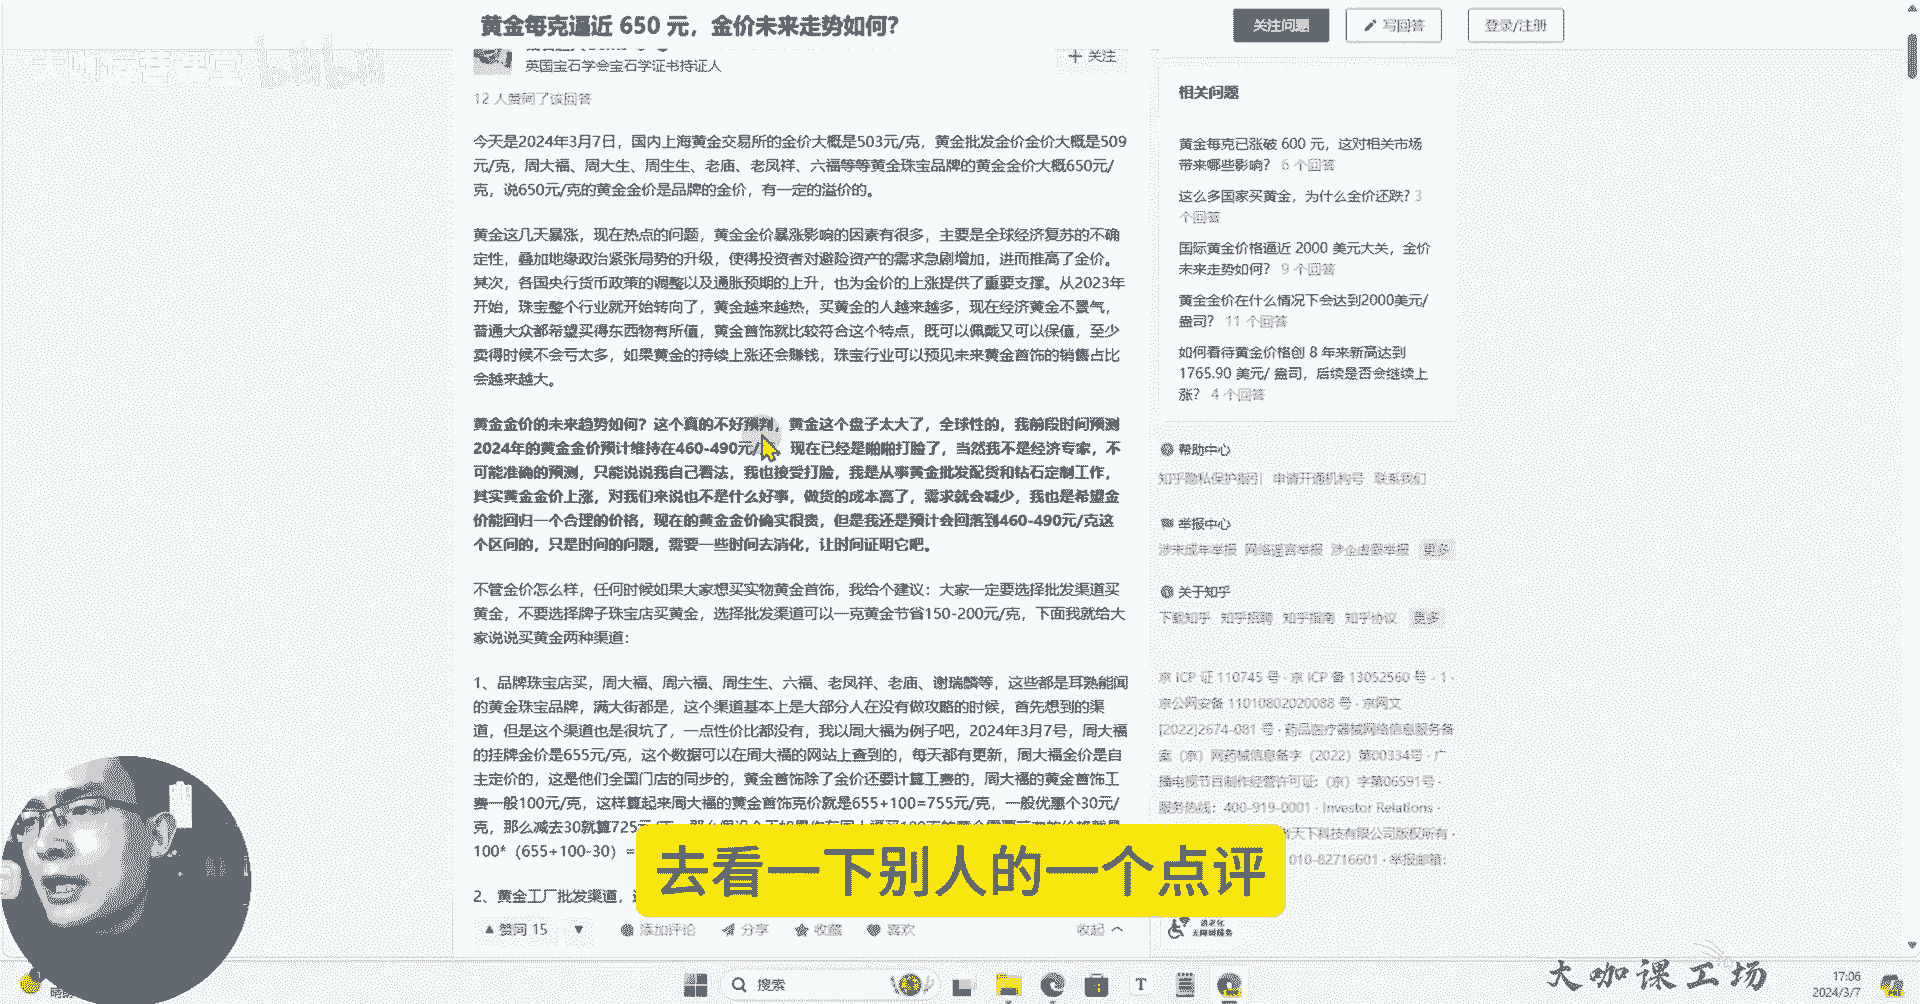 黄金每克逼近 650 元，金价未来走势如何？
关注问题
写回答
登录/注册
英国宝石学会宝石学证书持证人
+ 关注
12 人赞同了该回答
今天是2024年3月7日，国内上海黄金交易所的金价大概是503元/克，黄金批发金价金价大概是509
元/克，周大福、周大生、周生生、老庙、老凤祥、六福等等黄金珠宝品牌的黄金金价大概650元/
克，说650元/克的黄金金价是品牌的金价，有一定的溢价的。
黄金这几天暴涨，现在热点的问题，黄金金价暴涨影响的因素有很多，主要是全球经济复苏的不确
定性，叠加地缘政治紧张局势的升级，使得投资者对避险资产的需求急剧增加，进而推高了金价。
其次，各国央行货币政策的调整以及通胀预期的上升，也为金价的上涨提供了重要支撑。从2023年
开始，珠宝整个行业就开始转向了，黄金越来越热，买黄金的人越来越多，现在经济黄金不景气，
普通大众都希望买得东西物有所值，黄金首饰就比较符合这个特点，既可以佩戴又可以保值，至少
卖得时候不会亏太多，如果黄金的持续上涨还会赚钱，珠宝行业可以预见未来黄金首饰的销售占比
会越来越大。
黄金金价的未来趋势如何？这个真的不好预判，黄金这个盘子太大了，全球性的，我前段时间预测
2024年的黄金金价预计维持在460-490元/ 现在已经是啪啪打脸了，当然我不是经济专家，不
可能准确的预测，只能说说我自己看法，我也接受打脸，我是从事黄金批发配货和钻石定制工作，
其实黄金金价上涨，对我们来说也不是什么好事，做货的成本高了，需求就会减少，我也是希望金
价能回归一个合理的价格，现在的黄金金价确实很贵，但是我还是预计会回落到460-490元/克这
个区间的，只是时间的问题，需要一些时间去消化，让时间证明它吧。
不管金价怎么样，任何时候如果大家想买实物黄金首饰，我给个建议：大家一定要选择批发渠道买
黄金，不要选择牌子珠宝店买黄金，选择批发渠道可以一克黄金节省150-200元/克，下面我就给大
家说说买黄金两种渠道：
1、品牌珠宝店买，周大福、周六福、周生生、六福、老凤祥、老庙、谢瑞麟等，这些都是耳熟能闻
的黄金珠宝品牌，满大街都是，这个渠道基本上是大部分人在没有做攻略的时候，首先想到的渠
道，但是这个渠道也是很坑了，一点性价比都没有，我以周大福为例子吧，2024年3月7号，周大福
的挂牌金价是655元/克，这个数据可以在周大福的网站上查到的，每天都有更新，周大福金价是自
主定价的，这是他们全国门店的同步的，黄金首饰除了金价还要计算工费的，周大福的黄金首饰工
费一般100元/克，这样算起来周大福的黄金首饰克价就是655+100=755元/克，一般优惠个30元/
克，那么减去30就算725元
100*（655+100-30）=
2、黄金工厂批发渠道，
赞同 15
添加评论
分享
收藏
喜欢
收起
相关问题
黄金每克已涨破 600 元，这对相关市场
带来哪些影响？ 6 个回答
这么多国家买黄金，为什么金价还跌？3
个回答
国际黄金价格逼近 2000 美元大关，金价
未来走势如何？ 9 个回答
黄金金价在什么情况下会达到2000美元/
盎司？ 11 个回答
如何看待黄金价格创 8 年来新高达到
1765.90 美元/ 盎司，后续是否会继续上
涨？ 4 个回答
帮助中心
知乎隐私保护指引 申请开通机构号 联系我们
举报中心
涉未成年举报 网络谣言举报 涉企虚假举报 更多
关于知乎
下载知乎 知乎招聘 知乎指南 知乎协议 更多
京 ICP 证 110745 号 · 京 ICP 备 13052560 号 - 1 ·
京公网安备 11010802020088 号 · 京网文
[2022]2674-081 号 · 药品医疗器械网络信息服务备
案（京）网药械信息备字（2022）第00334号 · 广
播电视节目制作经营许可证:（京）字第06591号 ·
服务热线：400-919-0001 · Investor Relations ·
天下科技有限公司版权所有 ·
010-82716601 · 举报邮箱：
无障碍服务
去看一下别人的一个点评
搜索
大咖课工场
17:06
2024/3/7